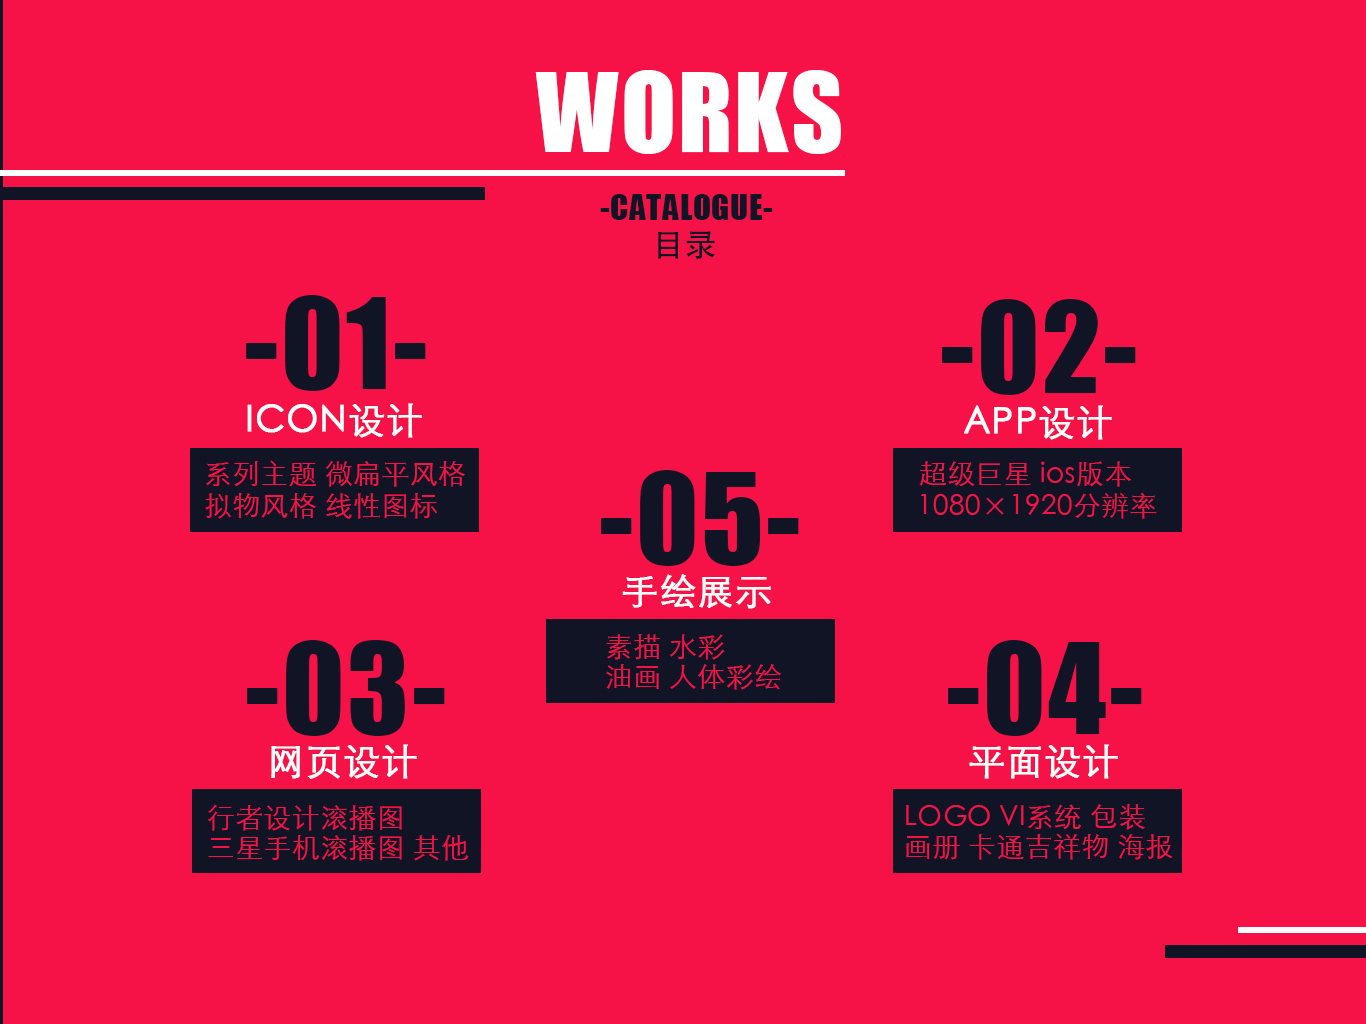 WORKS
-CATALOGUE-
目录
-01-
ICON设计
系列主题 微扁平风格
拟物风格 线性图标
-02-
APP设计
超级巨星 ios版本
1080×1920分辨率
-03-
网页设计
行者设计滚播图
三星手机滚播图 其他
-04-
平面设计
LOGO VI系统 包装
画册 卡通吉祥物 海报
-05-
手绘展示
素描 水彩
油画 人体彩绘